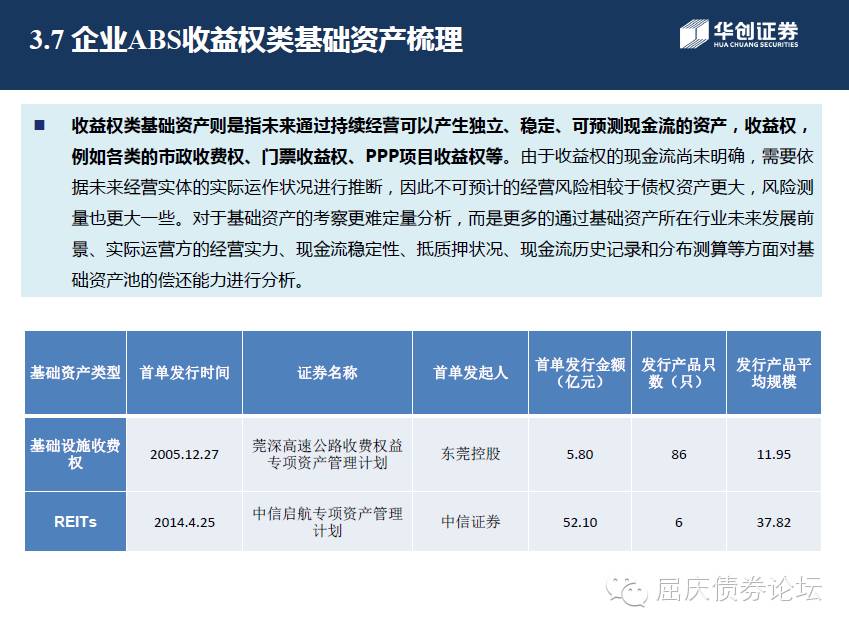 3.7 企业ABS收益权类基础资产梳理
华创证券
HUA CHUANG SECURITIES
■ 收益权类基础资产则是指未来通过持续经营可以产生独立、稳定、可预测现金流的资产，收益权，
例如各类的市政收费权、门票收益权、PPP项目收益权等。由于收益权的现金流尚未明确，需要依
据未来经营实体的实际运作状况进行推断，因此不可预计的经营风险相较于债权资产更大，风险测
量也更大一些。对于基础资产的考察更难定量分析，而是更多的通过基础资产所在行业未来发展前
景、实际运营方的经营实力、现金流稳定性、抵质押状况、现金流历史记录和分布测算等方面对基
础资产池的偿还能力进行分析。
基础资产类型 首单发行时间 证券名称 首单发起人 首单发行金额 发行产品只 发行产品平
（亿元） 数（只） 均规模
基础设施收费 莞深高速公路收费权益
权 2005.12.27 专项资产管理计划 东莞控股 5.80 86 11.95
REITs 2014.4.25 中信启航专项资产管理 中信证券 52.10 6 37.82
计划
屈庆债券论坛